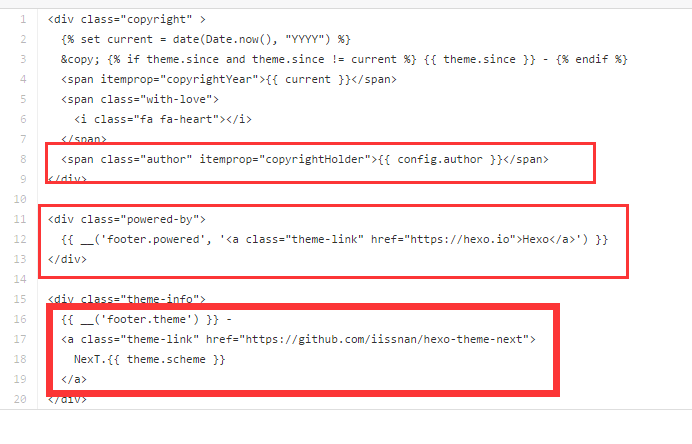 1 <div class="copyright" >
2 {% set current = date(Date.now(), "YYYY") %}
3 &copy; {% if theme.since and theme.since != current %} {{ theme.since }} - {% endif %}
4 <span itemprop="copyrightYear">{{ current }}</span>
5 <span class="with-love">
6 <i class="fa fa-heart"></i>
7 </span>
8 <span class="author" itemprop="copyrightHolder">{{ config.author }}</span>
9 </div>
10
11 <div class="powered-by">
12 {{ __('footer.powered', '<a class="theme-link" href="https://hexo.io">Hexo</a>') }}
13 </div>
14
15 <div class="theme-info">
16 {{ __('footer.theme') }} -
17 <a class="theme-link" href="https://github.com/iissnan/hexo-theme-next">
18 NexT.{{ theme.scheme }}
19 </a>
20 </div>